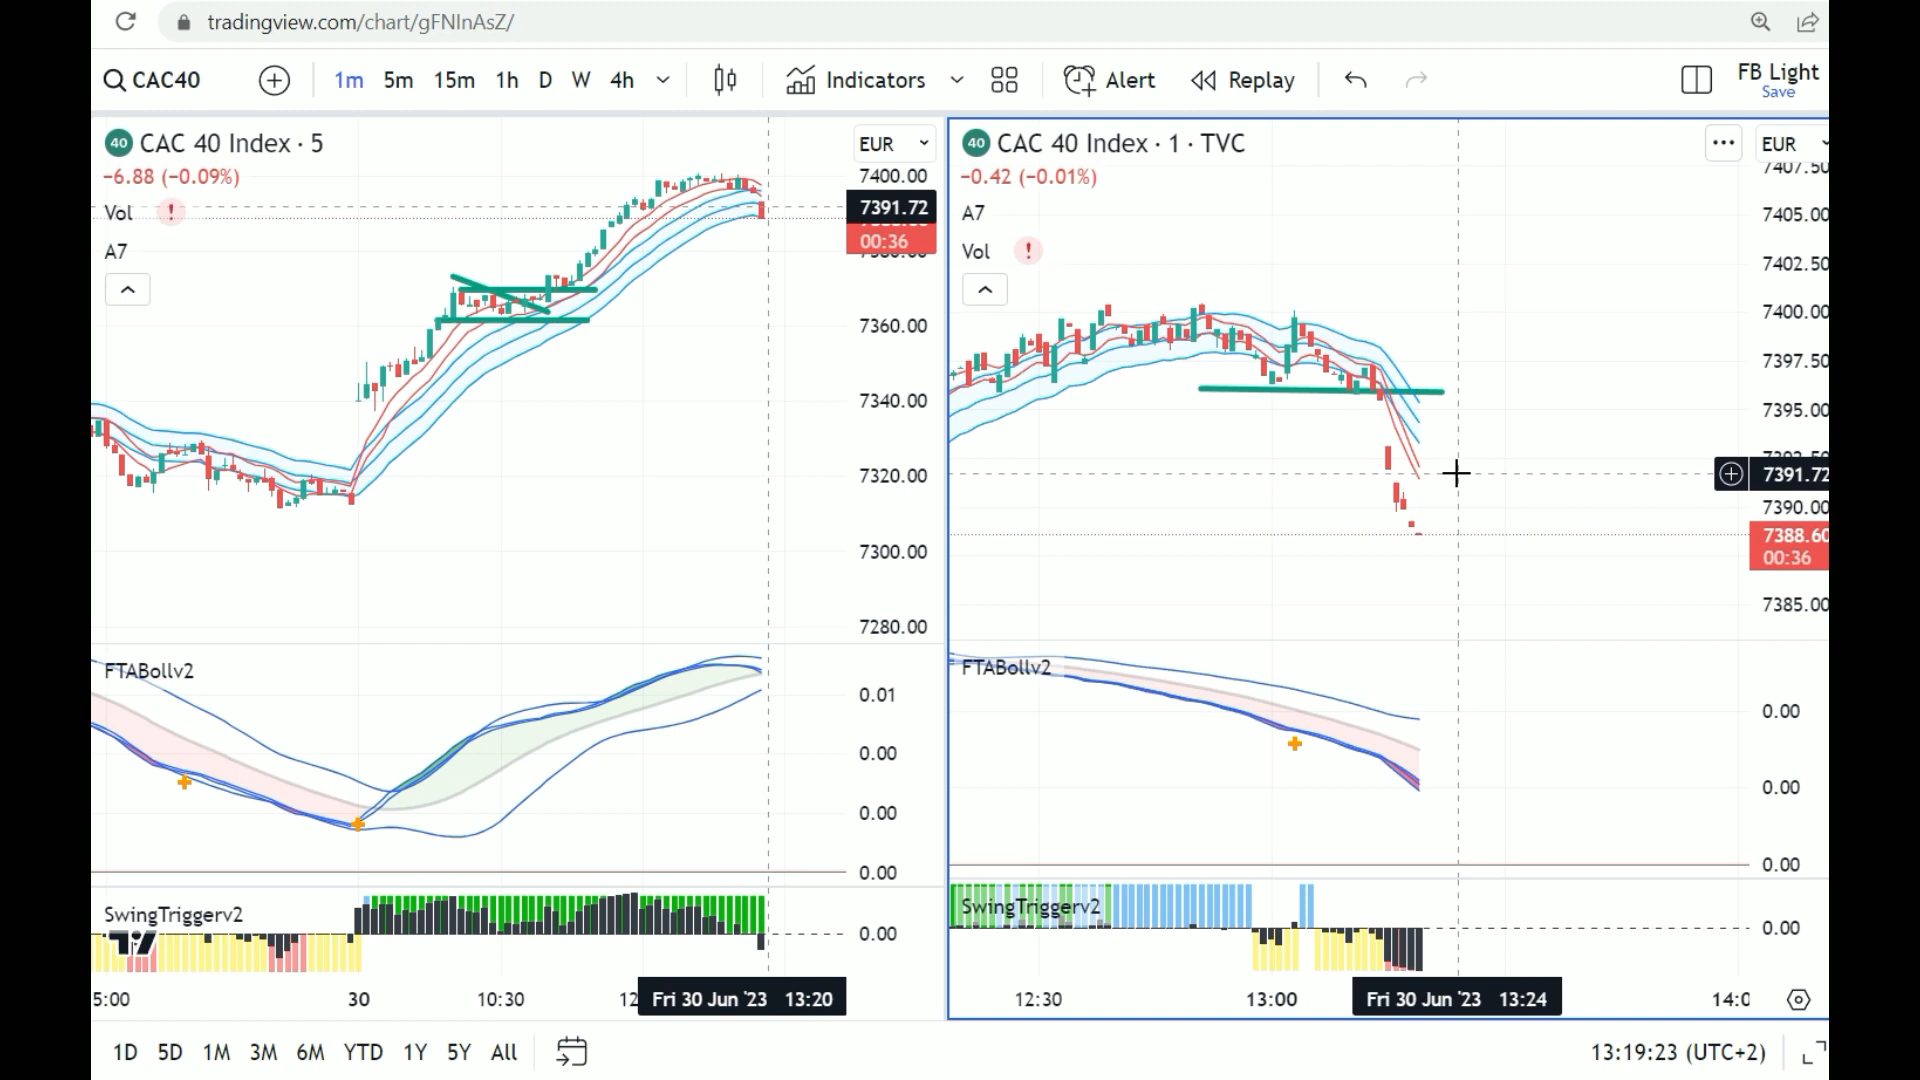 tradingview.com/chart/gFNInAsZ/
CAC40 1m 5m 15m 1h D W 4h Indicators Alert Replay FB Light
Save
40 CAC 40 Index · 5 EUR
−6.88 (−0.09%)
Vol !
A7
7400.00
7391.72
00:36
7360.00
7340.00
7320.00
7300.00
7280.00
FTABollv2
0.01
0.00
0.00
0.00
SwingTriggerv2
0.00
5:00 30 10:30 12 Fri 30 Jun '23 13:20
40 CAC 40 Index · 1 · TVC ... EUR
−0.42 (−0.01%)
A7
Vol !
7405.00
7402.50
7400.00
7397.50
7395.00
7391.72
7390.00
7388.60
00:36
7385.00
FTABollv2
0.00
0.00
0.00
SwingTriggerv2
0.00
12:30 13:00 Fri 30 Jun '23 13:24 14:0
1D 5D 1M 3M 6M YTD 1Y 5Y All 13:19:23 (UTC+2)